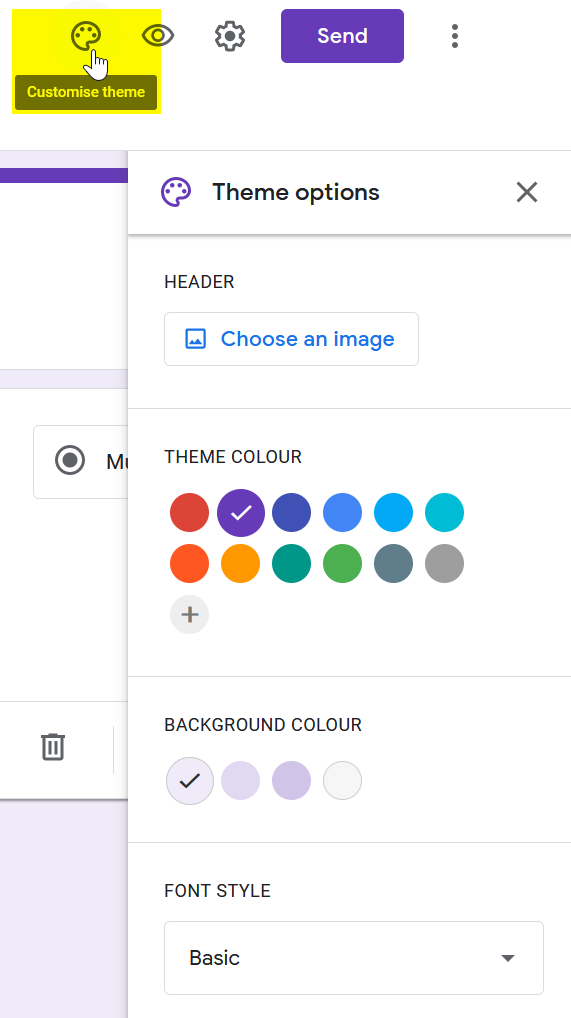 Send
Customise theme
Theme options
HEADER
Choose an image
THEME COLOUR
Mu
BACKGROUND COLOUR
FONT STYLE
Basic